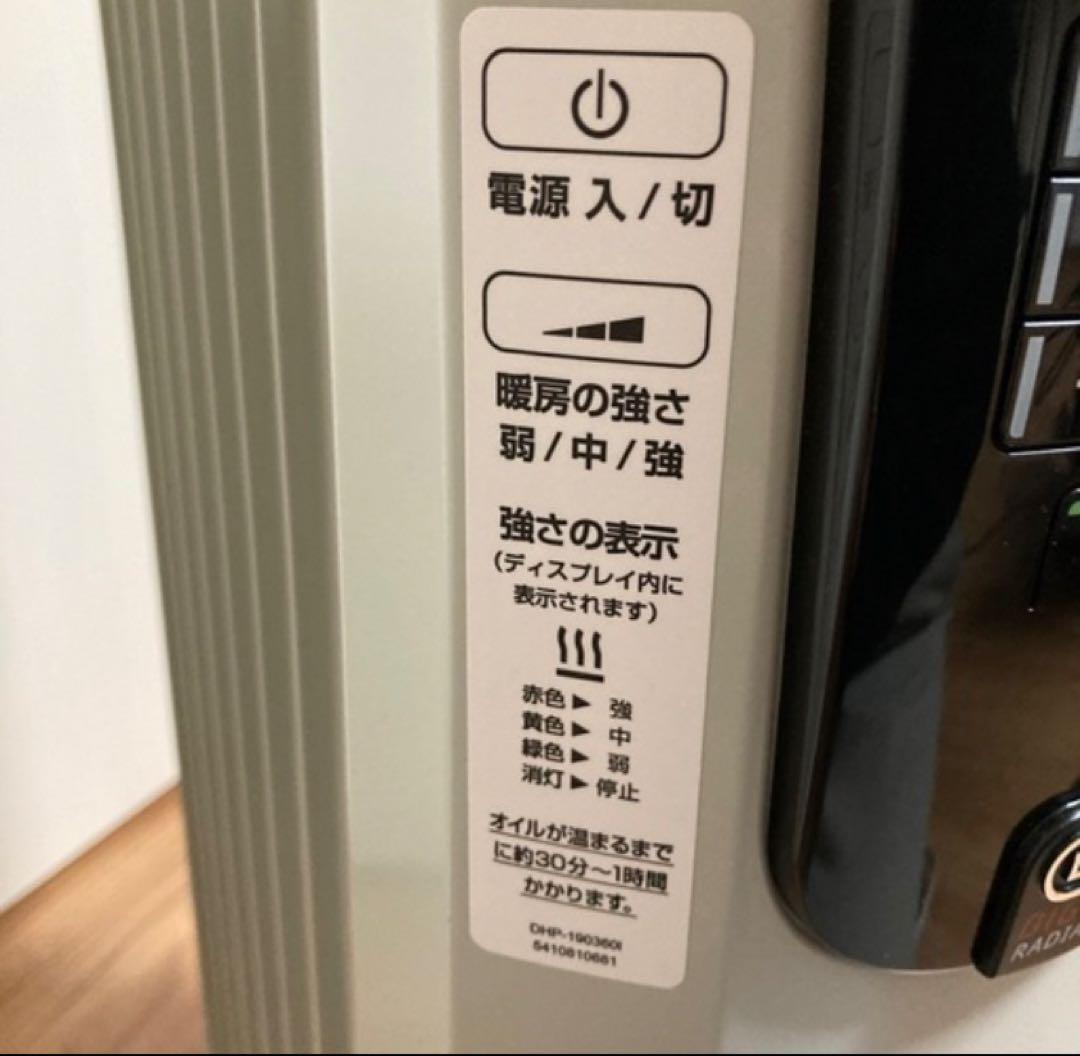 電源 入/切
暖房の強さ
弱/中/強
強さの表示
(ディスプレイ内に
表示されます)
赤色▶ 強
黄色▶ 中
緑色▶ 弱
消灯▶停止
オイルが温まるまで
に約30分〜1時間
かかります。
DHP-190360I
5410810661
RADIA